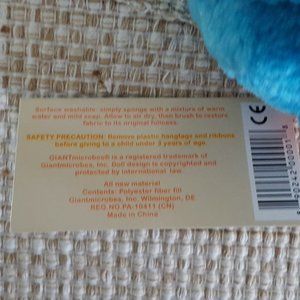 Surface washable: simply sponge with a mixture of warm
water and mild soap. Allow to air dry, then brush to restore
fabric to its original fullness.
SAFETY PRECAUTION: Remove plastic hangtags and ribbons
before giving to a child under 3 years of age.
GIANTmicrobes® is a registered trademark of
Giantmicrobes, Inc. Doll design is copyrighted and
protected by international law.
All new material
Contents: Polyester fiber fill
Giantmicrobes, Inc. Wilmington, DE
REG NO.PA-10411 (CN)
Made in China
CE